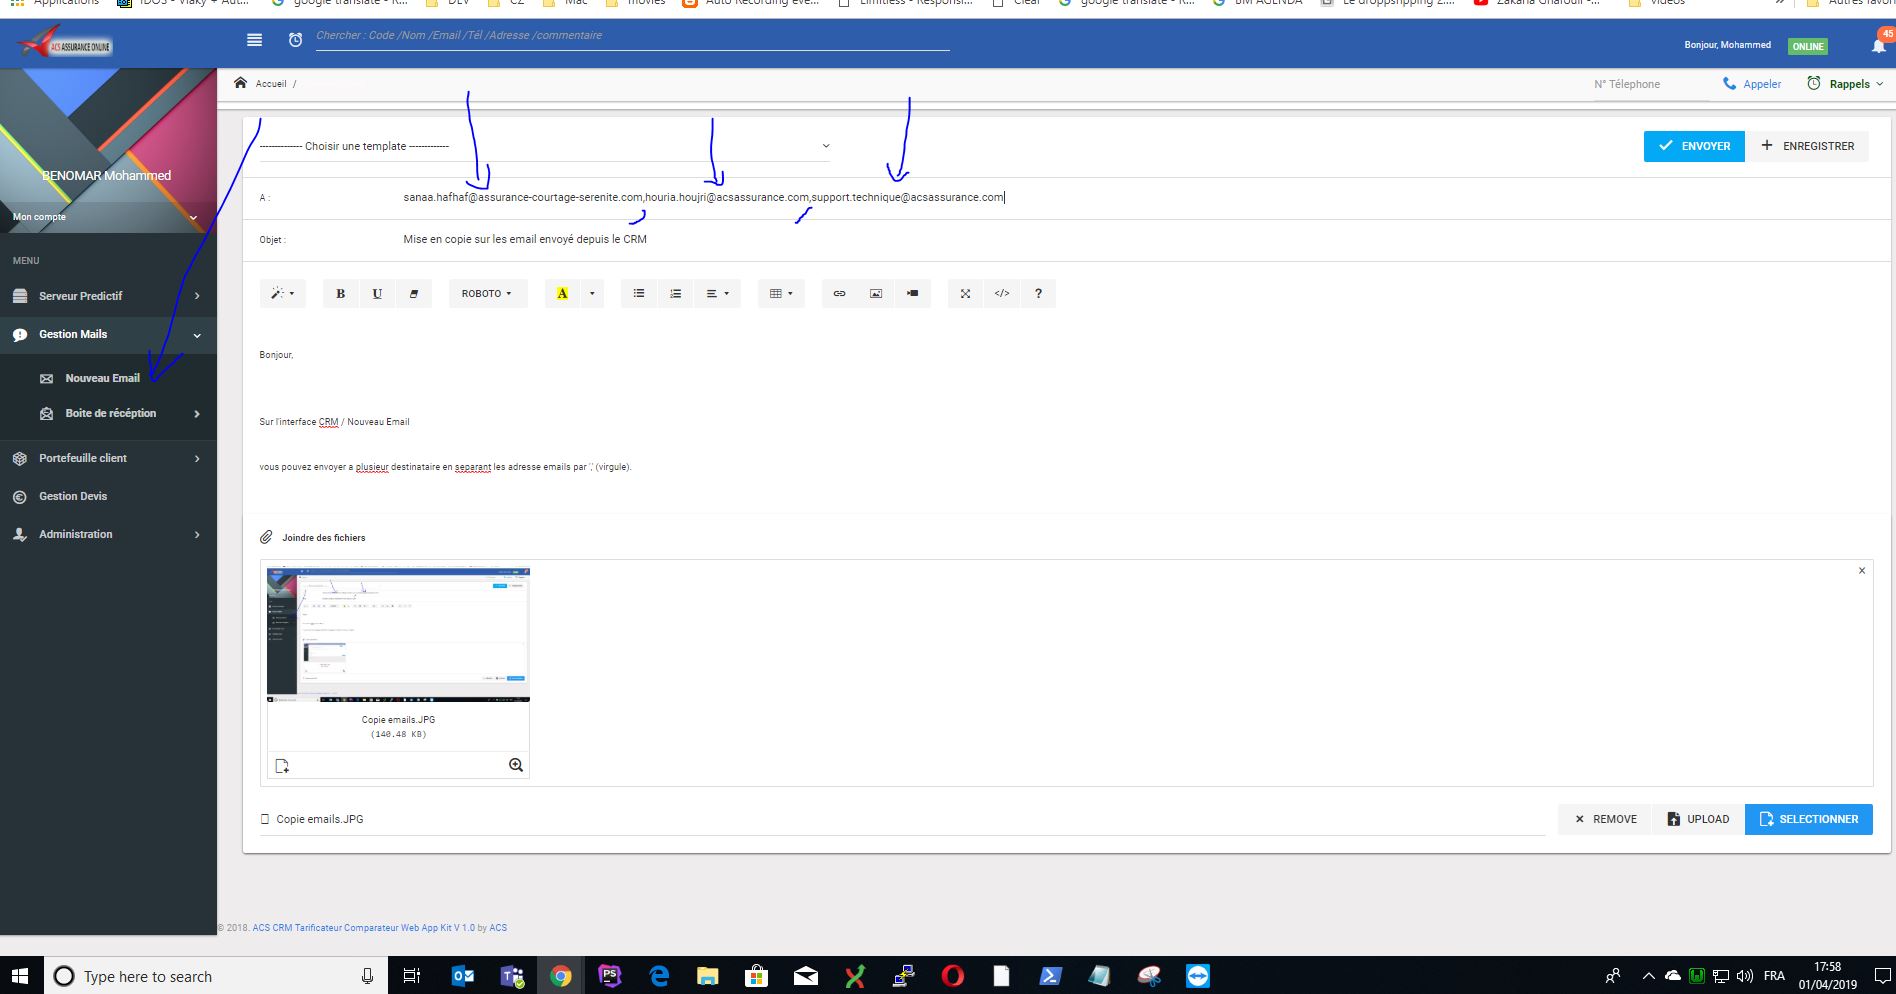 Applications IDOS - Vlaky + Aut... google translate - R... DEV CZ Mac movies Auto Recording eve... Limitless - Responsi... Clear google translate - R... BM AGENDA Le droppshipping Z... Zakaria Gharouil -... videos » Autres favori
ACS ASSURANCE ONLINE
Chercher : Code /Nom /Email /Tél /Adresse /commentaire
Bonjour, Mohammed ONLINE 45
Accueil /
N° Télephone Appeler Rappels
BENOMAR Mohammed
Mon compte
MENU
Serveur Predictif
Gestion Mails
Nouveau Email
Boite de récéption
Portefeuille client
Gestion Devis
Administration
------------- Choisir une template ------------
ENVOYER + ENREGISTRER
A : sanaa.hafhaf@assurance-courtage-serenite.com,houria.houjri@acsassurance.com,support.technique@acsassurance.com
Objet : Mise en copie sur les email envoyé depuis le CRM
B U ROBOTO A </> ?
Bonjour,
Sur l'interface CRM / Nouveau Email
vous pouvez envoyer a plusieur destinataire en separant les adresse emails par ',' (virgule).
Joindre des fichiers
×
Copie emails.JPG
(140.48 KB)
Copie emails.JPG
× REMOVE UPLOAD SELECTIONNER
© 2018. ACS CRM Tarificateur Comparateur Web App Kit V 1.0 by ACS
Type here to search
FRA
17:58
01/04/2019